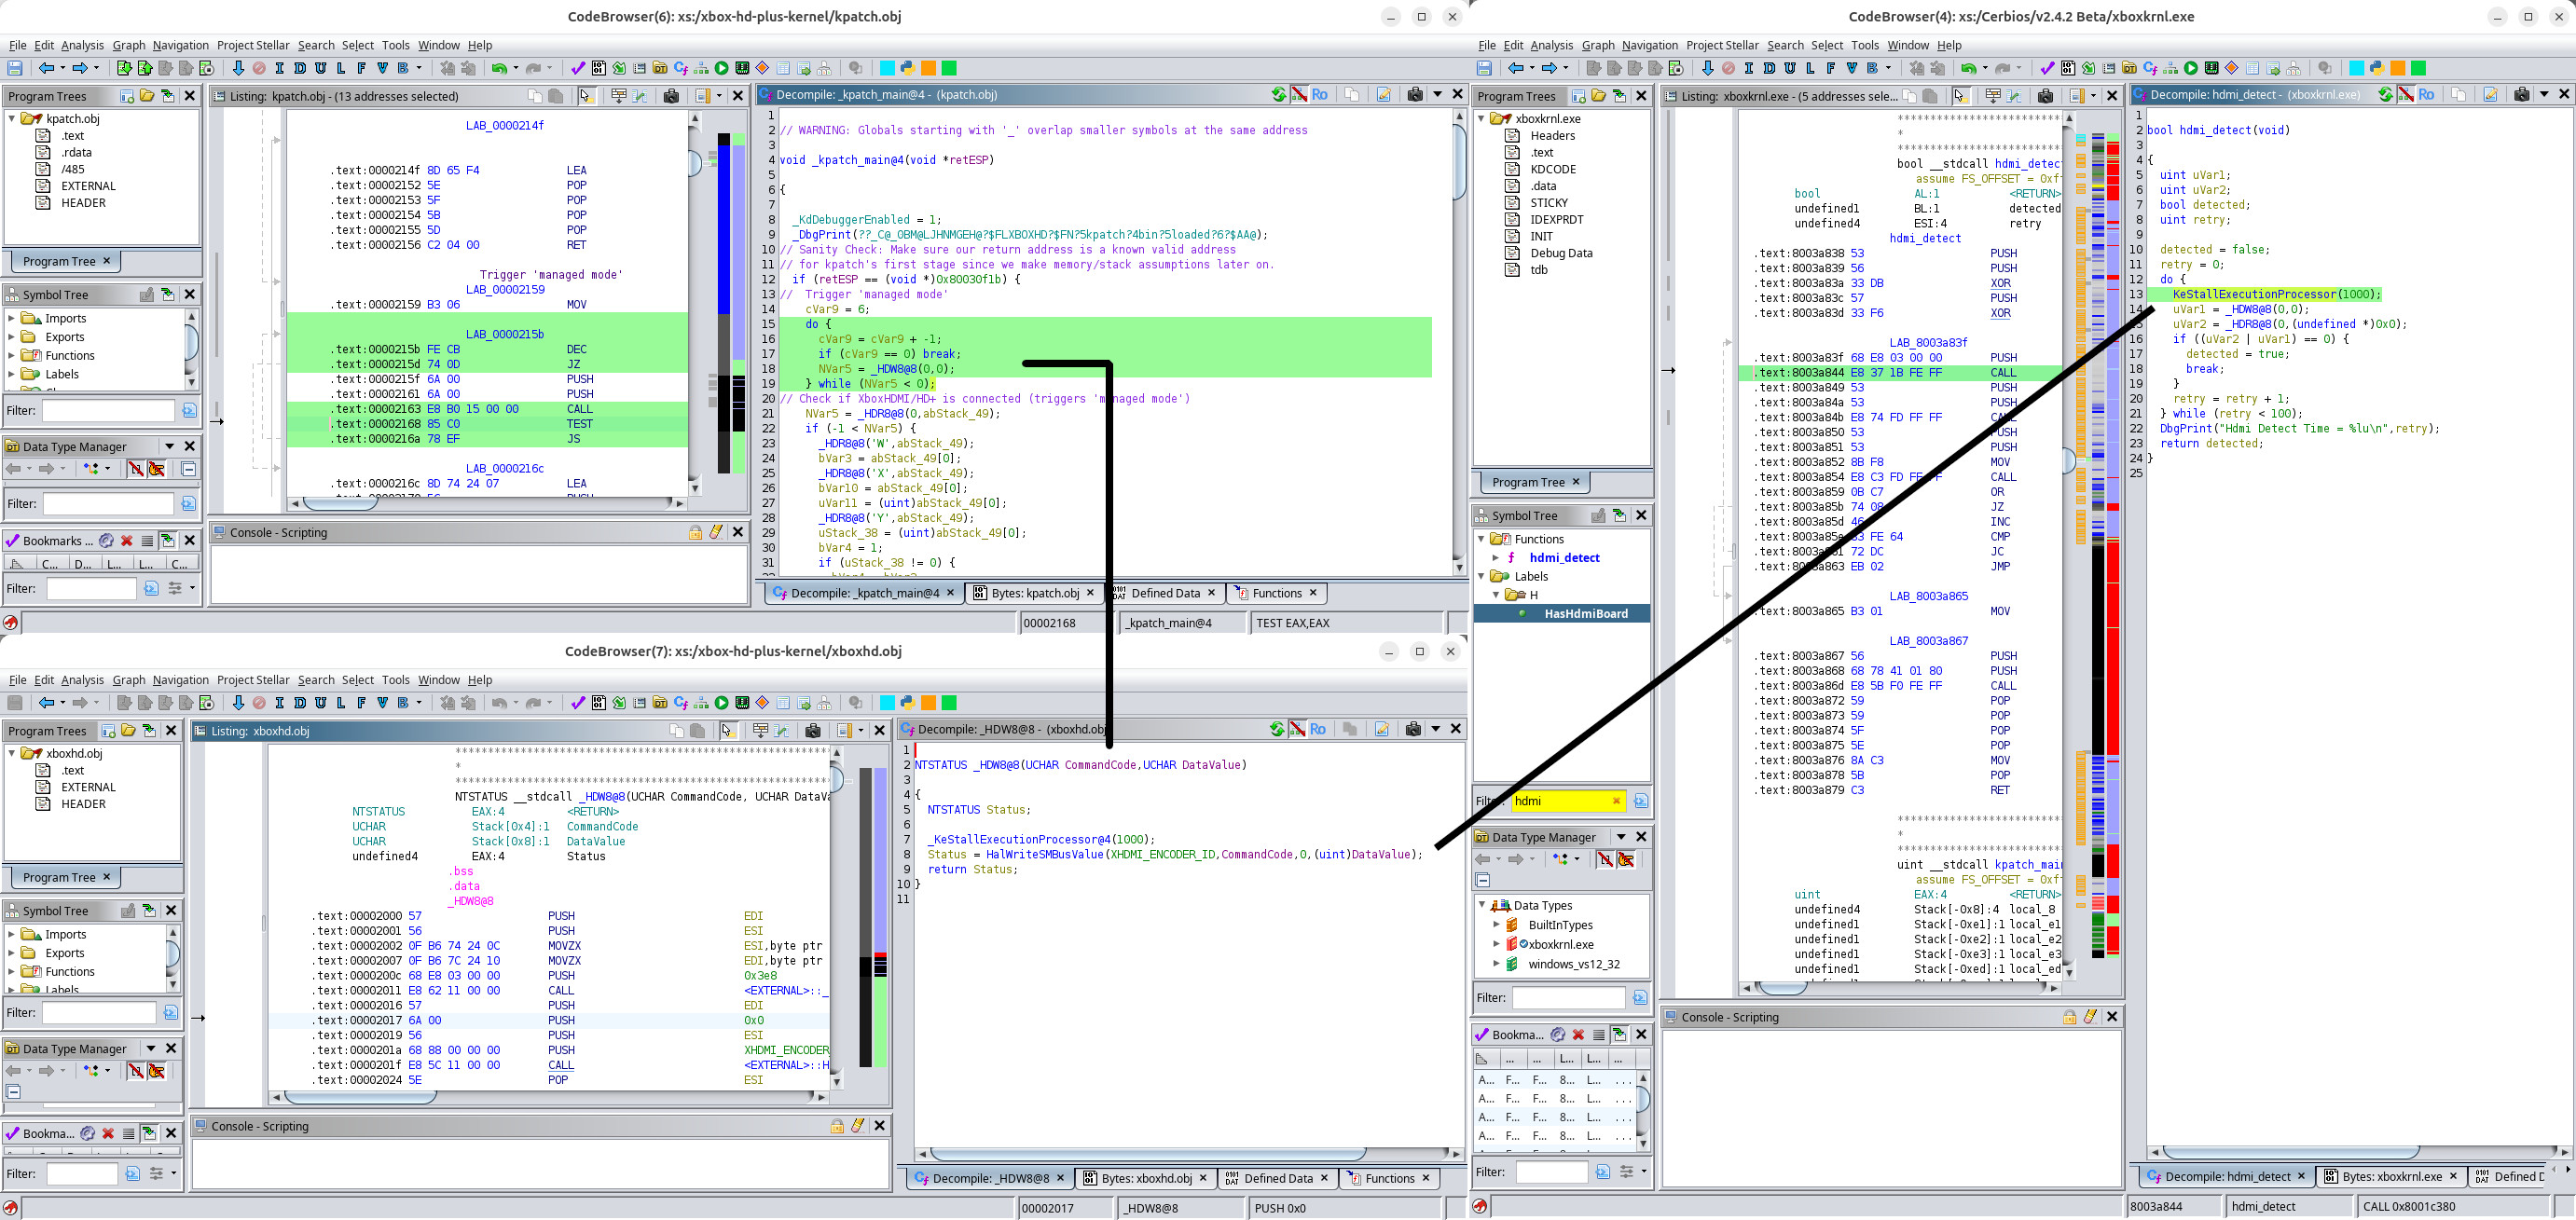 CodeBrowser(6): xs:/xbox-hd-plus-kernel/kpatch.obj
File Edit Analysis Graph Navigation Project Stellar Search Select Tools Window Help
I D U L F V B
Program Trees
kpatch.obj
.text
.rdata
/485
EXTERNAL
HEADER
Program Tree
Symbol Tree
Imports
Exports
Functions
Labels
Filter:
Data Type Manager
Filter:
Bookmarks ...
C... D... L... L... C...
Filter:
Listing: kpatch.obj - (13 addresses selected)
LAB_0000214f
.text:0000214f 8D 65 F4 LEA
.text:00002152 5E POP
.text:00002153 5F POP
.text:00002154 5B POP
.text:00002155 5D POP
.text:00002156 C2 04 00 RET
Trigger 'managed mode'
LAB_00002159
.text:00002159 B3 06 MOV
LAB_0000215b
.text:0000215b FE CB DEC
.text:0000215d 74 0D JZ
.text:0000215f 6A 00 PUSH
.text:00002161 6A 00 PUSH
.text:00002163 E8 B0 15 00 00 CALL
.text:00002168 85 C0 TEST
.text:0000216a 78 EF JS
LAB_0000216c
.text:0000216c 8D 74 24 07 LEA
Console - Scripting
Decompile: _kpatch_main@4 - (kpatch.obj)
1
2 // WARNING: Globals starting with '_' overlap smaller symbols at the same address
3
4 void _kpatch_main@4(void *retESP)
5
6 {
7
8 _KdDebuggerEnabled = 1;
9 _DbgPrint(??_C@_0BM@LJHNMGEH@?$FLXBOXHD?$FN?5kpatch?4bin?5loaded?6?$AA@);
10 // Sanity Check: Make sure our return address is a known valid address
11 // for kpatch's first stage since we make memory/stack assumptions later on.
12 if (retESP == (void *)0x80030f1b) {
13 // Trigger 'managed mode'
14 cVar9 = 6;
15 do {
16 cVar9 = cVar9 + -1;
17 if (cVar9 == 0) break;
18 NVar5 = _HDW8@8(0,0);
19 } while (NVar5 < 0);
20 // Check if XboxHDMI/HD+ is connected (triggers 'managed mode')
21 NVar5 = _HDR8@8(0,abStack_49);
22 if (-1 < NVar5) {
23 _HDR8@8('W',abStack_49);
24 bVar3 = abStack_49[0];
25 _HDR8@8('X',abStack_49);
26 bVar10 = abStack_49[0];
27 uVar11 = (uint)abStack_49[0];
28 _HDR8@8('Y',abStack_49);
29 uStack_38 = (uint)abStack_49[0];
30 bVar4 = 1;
31 if (uStack_38 != 0) {
Decompile: _kpatch_main@4 Bytes: kpatch.obj Defined Data Functions
00002168 _kpatch_main@4 TEST EAX,EAX
CodeBrowser(7): xs:/xbox-hd-plus-kernel/xboxhd.obj
File Edit Analysis Graph Navigation Project Stellar Search Select Tools Window Help
I D U L F V B
Program Trees
xboxhd.obj
.text
EXTERNAL
HEADER
Program Tree
Symbol Tree
Imports
Exports
Functions
Labels
Filter:
Data Type Manager
Bookma...
Filter:
Listing: xboxhd.obj
*
NTSTATUS __stdcall _HDW8@8(UCHAR CommandCode, UCHAR DataVa
NTSTATUS EAX:4 <RETURN>
UCHAR Stack[0x4]:1 CommandCode
UCHAR Stack[0x8]:1 DataValue
undefined4 EAX:4 Status
.bss
.data
_HDW8@8
.text:00002000 57 PUSH EDI
.text:00002001 56 PUSH ESI
.text:00002002 0F B6 74 24 0C MOVZX ESI,byte ptr
.text:00002007 0F B6 7C 24 10 MOVZX EDI,byte ptr
.text:0000200c 68 E8 03 00 00 PUSH 0x3e8
.text:00002011 E8 62 11 00 00 CALL <EXTERNAL>::_
.text:00002016 57 PUSH EDI
.text:00002017 6A 00 PUSH 0x0
.text:00002019 56 PUSH ESI
.text:0000201a 68 88 00 00 00 PUSH XHDMI_ENCODER
.text:0000201f E8 5C 11 00 00 CALL <EXTERNAL>::H
.text:00002024 5E POP ESI
Console - Scripting
Decompile: _HDW8@8 - (xboxhd.obj
1
2 NTSTATUS _HDW8@8(UCHAR CommandCode,UCHAR DataValue)
3
4 {
5 NTSTATUS Status;
6
7 _KeStallExecutionProcessor@4(1000);
8 Status = HalWriteSMBusValue(XHDMI_ENCODER_ID,CommandCode,0,(uint)DataValue);
9 return Status;
10 }
11
Decompile: _HDW8@8 Bytes: xboxhd.obj Defined Data Functions
00002017 _HDW8@8 PUSH 0x0
CodeBrowser(4): xs:/Cerbios/v2.4.2 Beta/xboxkrnl.exe
File Edit Analysis Graph Navigation Project Stellar Search Select Tools Window Help
I D U L F V B
Program Trees
xboxkrnl.exe
Headers
.text
KDCODE
.data
STICKY
IDEXPRDT
INIT
Debug Data
tdb
Program Tree
Symbol Tree
Functions
hdmi_detect
Labels
H
HasHdmiBoard
Filter: hdmi
Data Type Manager
Data Types
BuiltInTypes
xboxkrnl.exe
windows_vs12_32
Filter:
Bookma...
... ... L... ...
A... F... F... 8... L... ...
A... F... F... 8... L... ...
A... F... F... 8... L... ...
A... F... F... 8... L... ...
Filter:
Listing: xboxkrnl.exe - (5 addresses sele...
*
bool __stdcall hdmi_detec
assume FS_OFFSET = 0xf
bool AL:1 <RETURN>
undefined1 BL:1 detected
undefined4 ESI:4 retry
hdmi_detect
.text:8003a838 53 PUSH
.text:8003a839 56 PUSH
.text:8003a83a 33 DB XOR
.text:8003a83c 57 PUSH
.text:8003a83d 33 F6 XOR
LAB_8003a83f
.text:8003a83f 68 E8 03 00 00 PUSH
.text:8003a844 E8 37 1B FE FF CALL
.text:8003a849 53 PUSH
.text:8003a84a 53 PUSH
.text:8003a84b E8 74 FD FF FF
.text:8003a850 53 PUSH
.text:8003a851 53 PUSH
.text:8003a852 8B F8 MOV
.text:8003a854 E8 C3 FD CALL
.text:8003a859 0B C7 OR
.text:8003a85b 74 JZ
.text:8003a85d 46 INC
FE 64 CMP
72 DC JC
.text:8003a863 EB 02 JMP
LAB_8003a865
.text:8003a865 B3 01 MOV
LAB_8003a867
.text:8003a867 56 PUSH
.text:8003a868 68 78 41 01 80 PUSH
.text:8003a86d E8 5B F0 FE FF CALL
.text:8003a872 59 POP
.text:8003a873 59 POP
.text:8003a874 5F POP
.text:8003a875 5E POP
.text:8003a876 8A C3 MOV
.text:8003a878 5B POP
.text:8003a879 C3 RET
*
uint __stdcall kpatch_mai
assume FS_OFFSET = 0xf
uint EAX:4 <RETURN>
undefined4 Stack[-0x8]:4 local_8
undefined1 Stack[-0xe1]:1 local_e1
undefined1 Stack[-0xe2]:1 local_e2
undefined1 Stack[-0xe3]:1 local_e3
undefined1 Stack[-0xed]:1 local_ed
Console - Scripting
Decompile: hdmi_detect - (xboxkrnl.exe)
1
2 bool hdmi_detect(void)
3
4 {
5 uint uVar1;
6 uint uVar2;
7 bool detected;
8 uint retry;
9
10 detected = false;
11 retry = 0;
12 do {
13 KeStallExecutionProcessor(1000);
14 uVar1 = _HDW8@8(0,0);
15 uVar2 = _HDR8@8(0,(undefined *)0x0);
16 if ((uVar2 | uVar1) == 0) {
17 detected = true;
18 break;
19 }
20 retry = retry + 1;
21 } while (retry < 100);
22 DbgPrint("Hdmi Detect Time = %lu\n",retry);
23 return detected;
24 }
25
Decompile: hdmi_detect Bytes: xboxkrnl.exe Defined D
8003a844 hdmi_detect CALL 0x8001c380